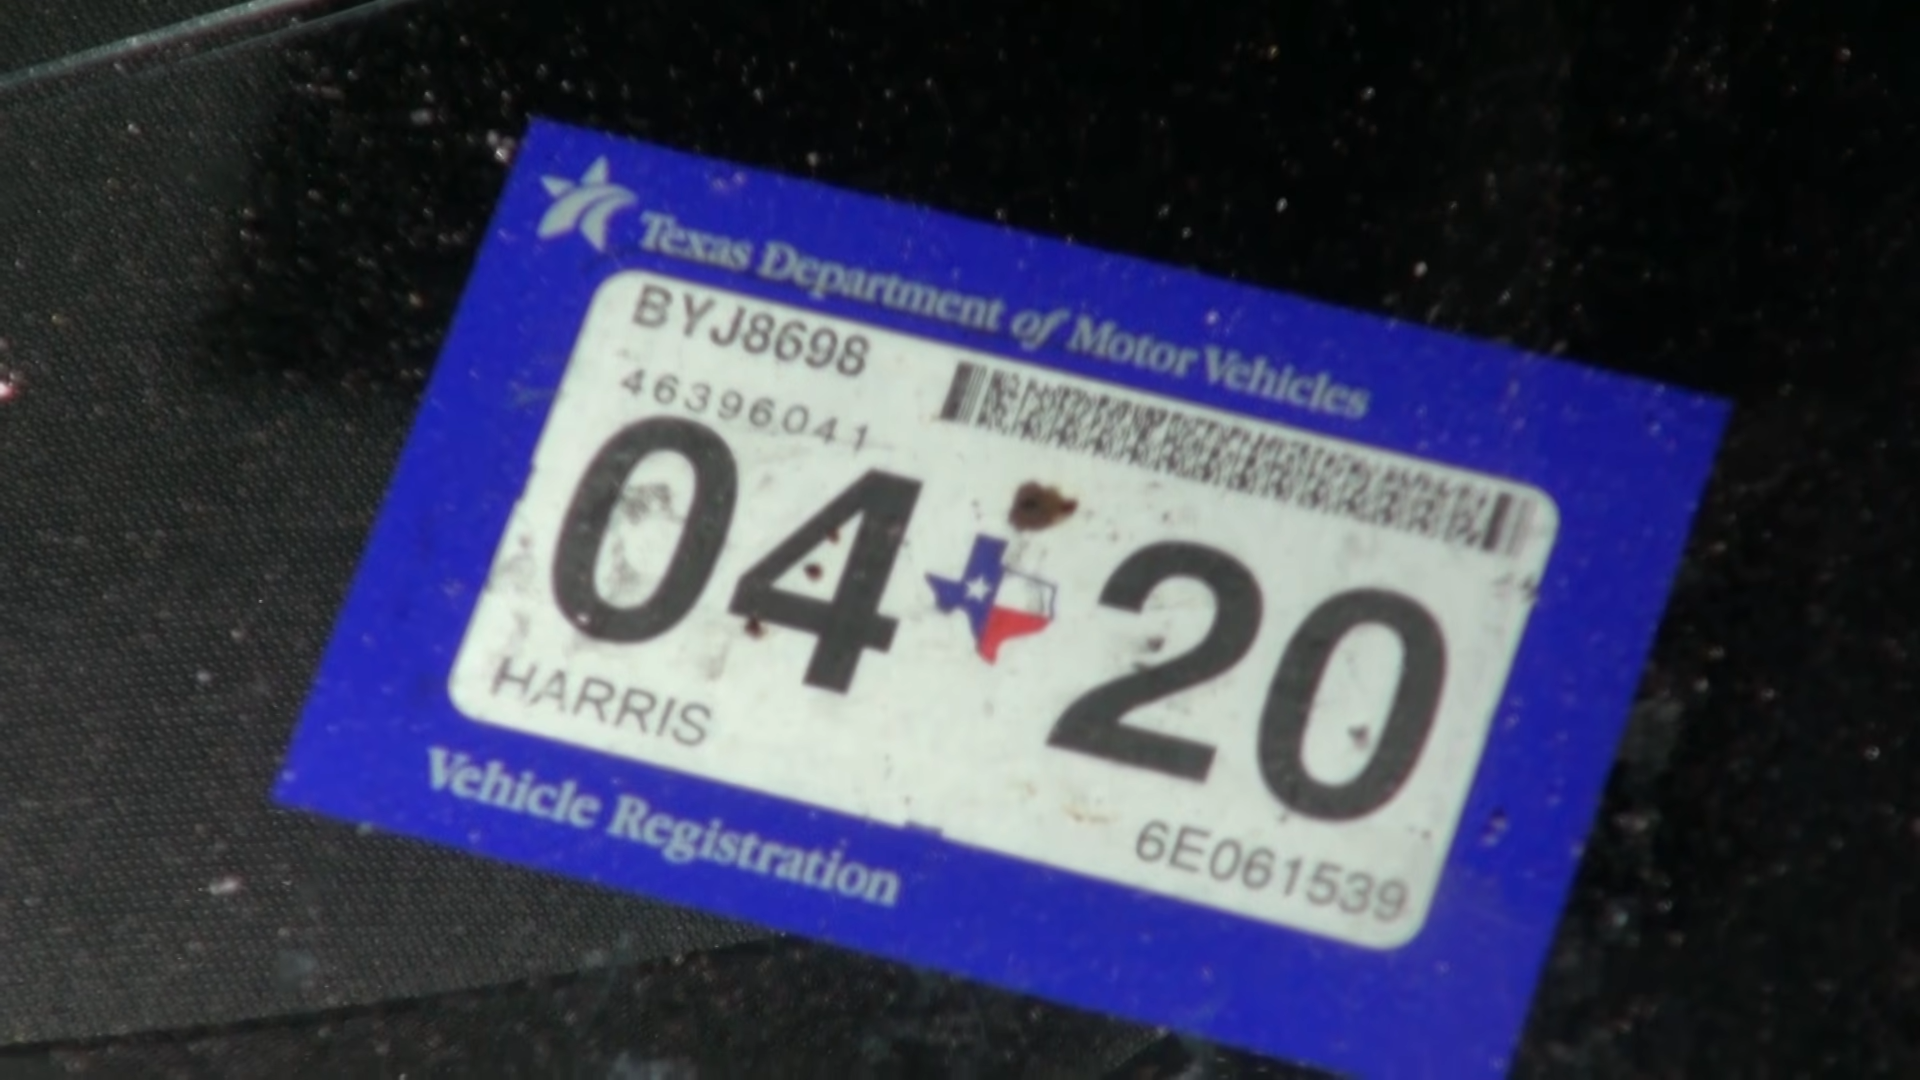 Texas Department of Motor Vehicles
BYJ8698
46396041
04 20
HARRIS
6E061539
Vehicle Registration